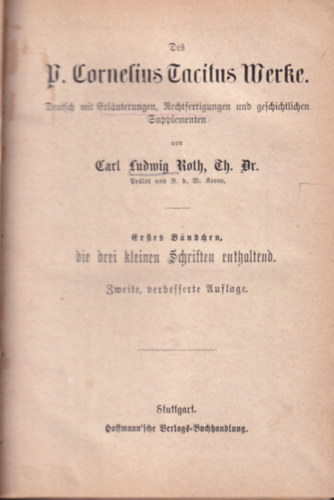 Des
P. Cornelius Tacitus Werke.
Deutsch mit Erläuterungen, Rechtfertigungen und geschichtlichen
Supplementen
von
Carl Ludwig Roth, Th. Dr.
Prälat und R. d. W. Krone.
Erstes Bändchen,
die drei kleinen Schriften enthaltend.
Zweite, verbesserte Auflage.
Stuttgart.
Hoffmann'sche Verlags-Buchhandlung.